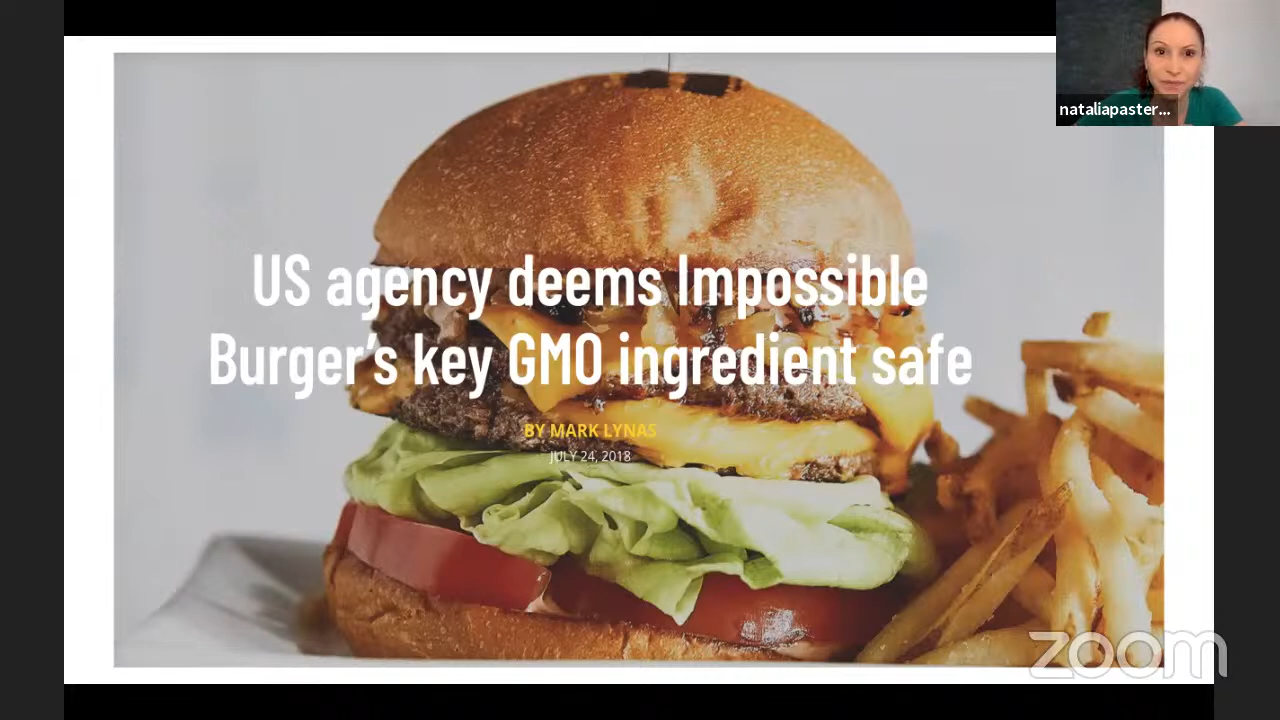 nataliapaster...
US agency deems Impossible
Burger's key GMO ingredient safe
BY MARK LYNAS
JULY 24, 2018
zoom